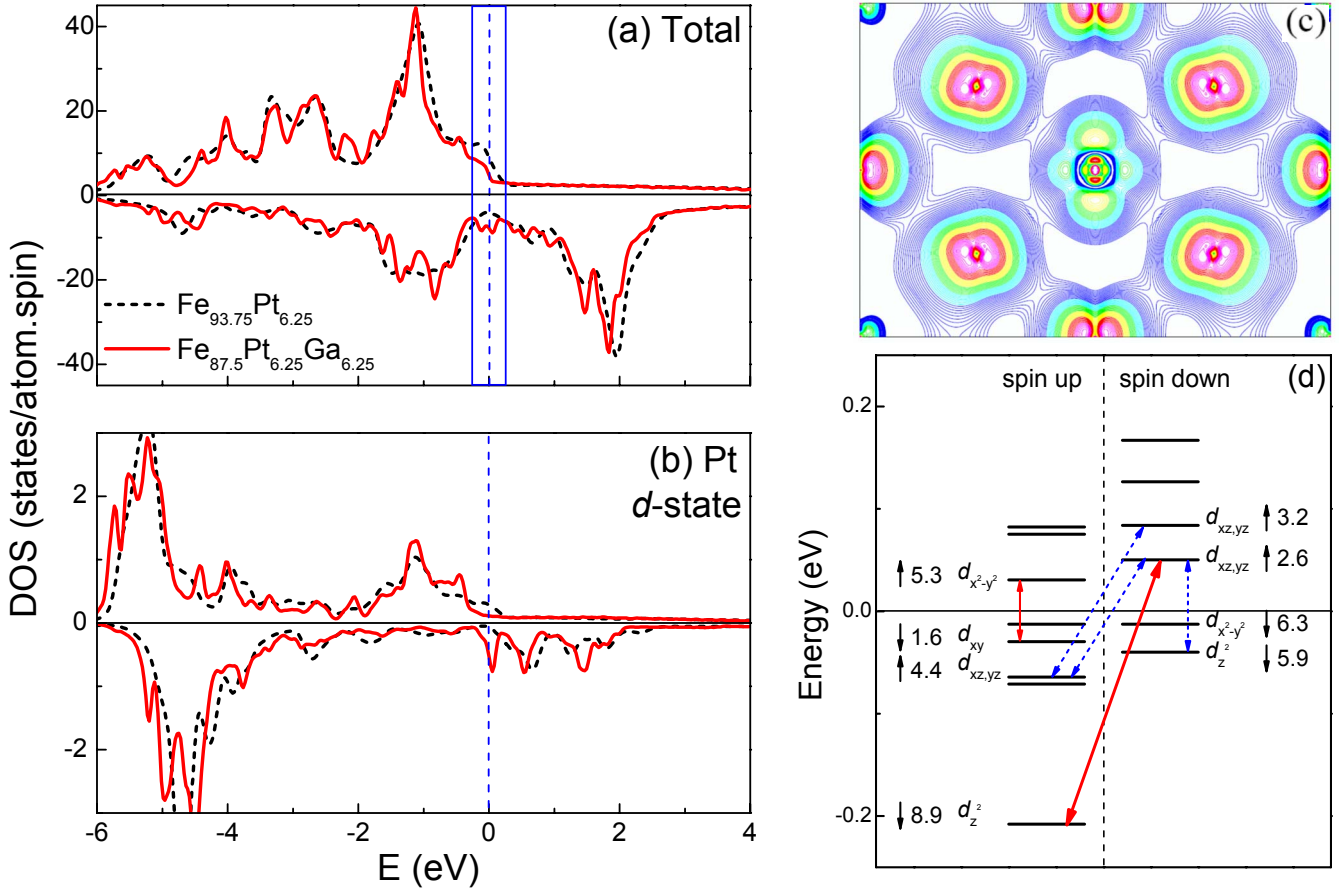 (a) Total
40
20
0
-20
-40
Fe93.75Pt6.25
Fe87.5Pt6.25Ga6.25
DOS (states/atom.spin)
(b) Pt
d-state
2
0
-2
-6 -4 -2 0 2 4
E (eV)
(c)
spin up spin down (d)
Energy (eV)
0.2
0.0
-0.2
↑ 5.3 dx²-y²
↓ 1.6 dxy
↑ 4.4 dxz,yz
↓ 8.9 dz²
dxz,yz ↑ 3.2
dxz,yz ↑ 2.6
dx²-y² ↓ 6.3
dz² ↓ 5.9